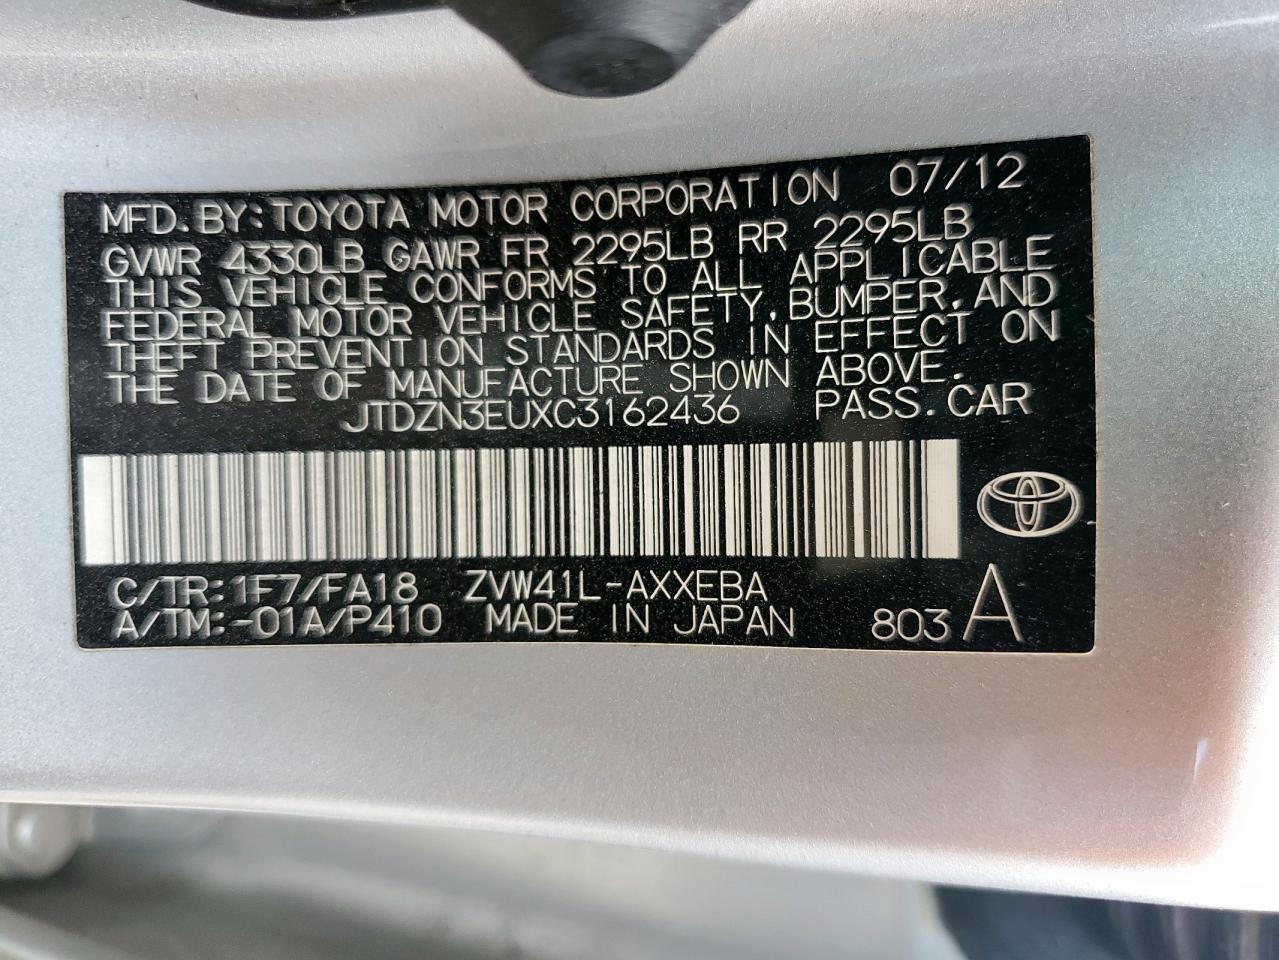 MFD.BY:TOYOTA MOTOR CORPORATION 07/12
GVWR 4330LB GAWR FR 2295LB RR 2295LB
THIS VEHICLE CONFORMS TO ALL APPLICABLE
FEDERAL MOTOR VEHICLE SAFETY,BUMPER,AND
THEFT PREVENTION STANDARDS IN EFFECT ON
THE DATE OF MANUFACTURE SHOWN ABOVE.
JTDZN3EUXC3162436 PASS.CAR
C/TR:1F7/FA18 ZVW41L-AXXEBA
A/TM:-01A/P410 MADE IN JAPAN 803 A